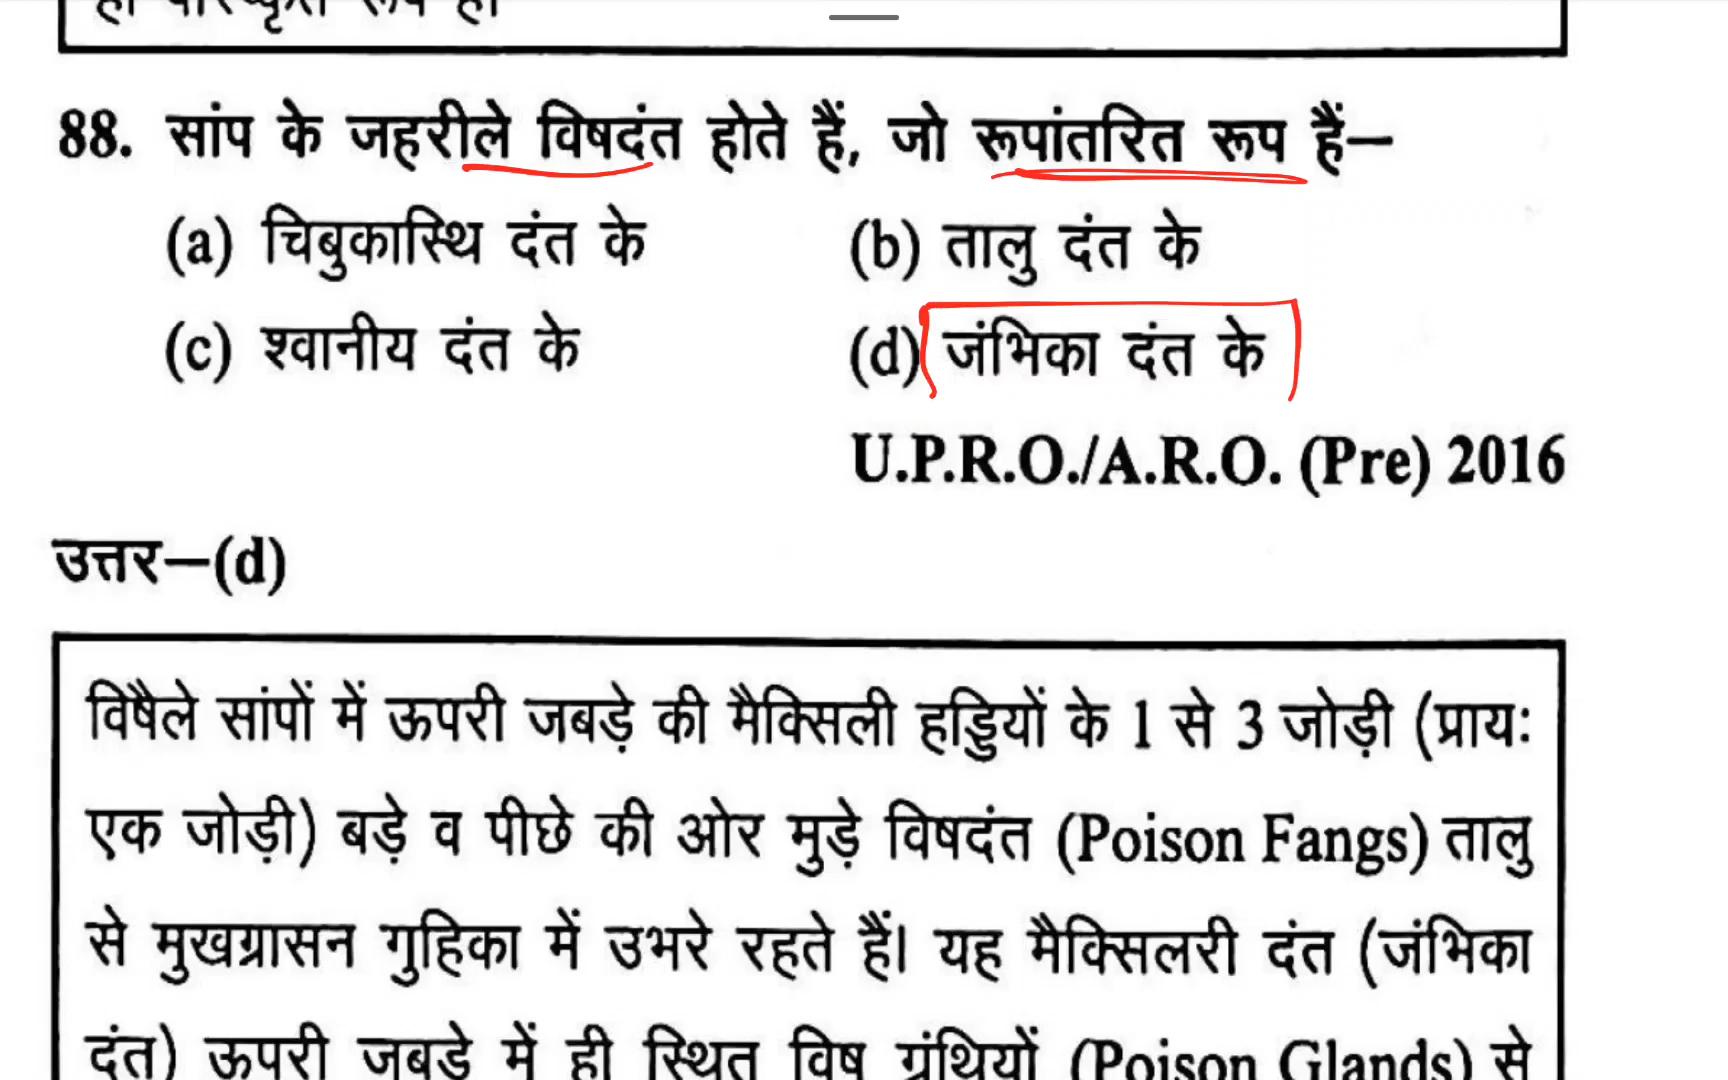 88. सांप के जहरीले विषदंत होते हैं, जो रूपांतरित रूप हैं—
(a) चिबुकास्थि दंत के (b) तालु दंत के
(c) श्वानीय दंत के (d) जंभिका दंत के
U.P.R.O./A.R.O. (Pre) 2016
उत्तर—(d)
विषैले सांपों में ऊपरी जबड़े की मैक्सिली हड्डियों के 1 से 3 जोड़ी (प्रायः
एक जोड़ी) बड़े व पीछे की ओर मुड़े विषदंत (Poison Fangs) तालु
से मुखग्रासन गुहिका में उभरे रहते हैं। यह मैक्सिलरी दंत (जंभिका
दंत) ऊपरी जबड़े में ही स्थित विष ग्रंथियों (Poison Glands) से